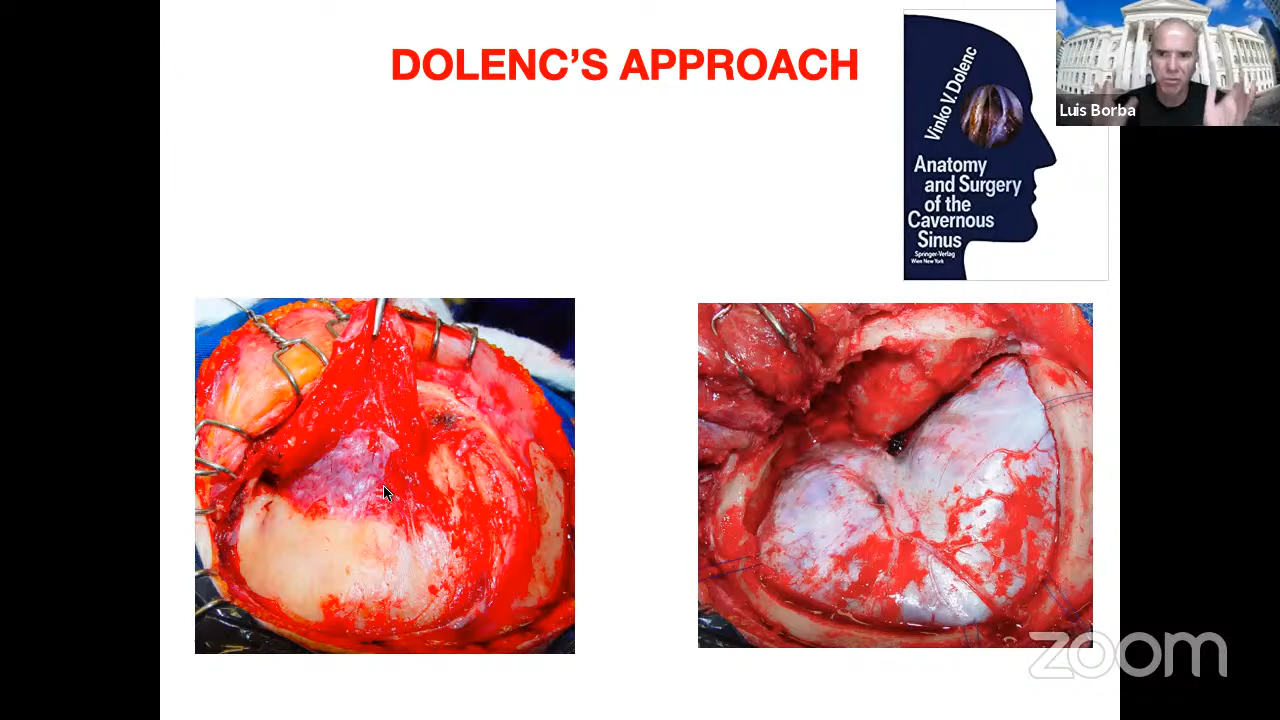 DOLENC'S APPROACH
Vinko V. Dolenc
Anatomy
and Surgery
of the
Cavernous
Sinus
Springer-Verlag
Wien New York
Luis Borba
zoom